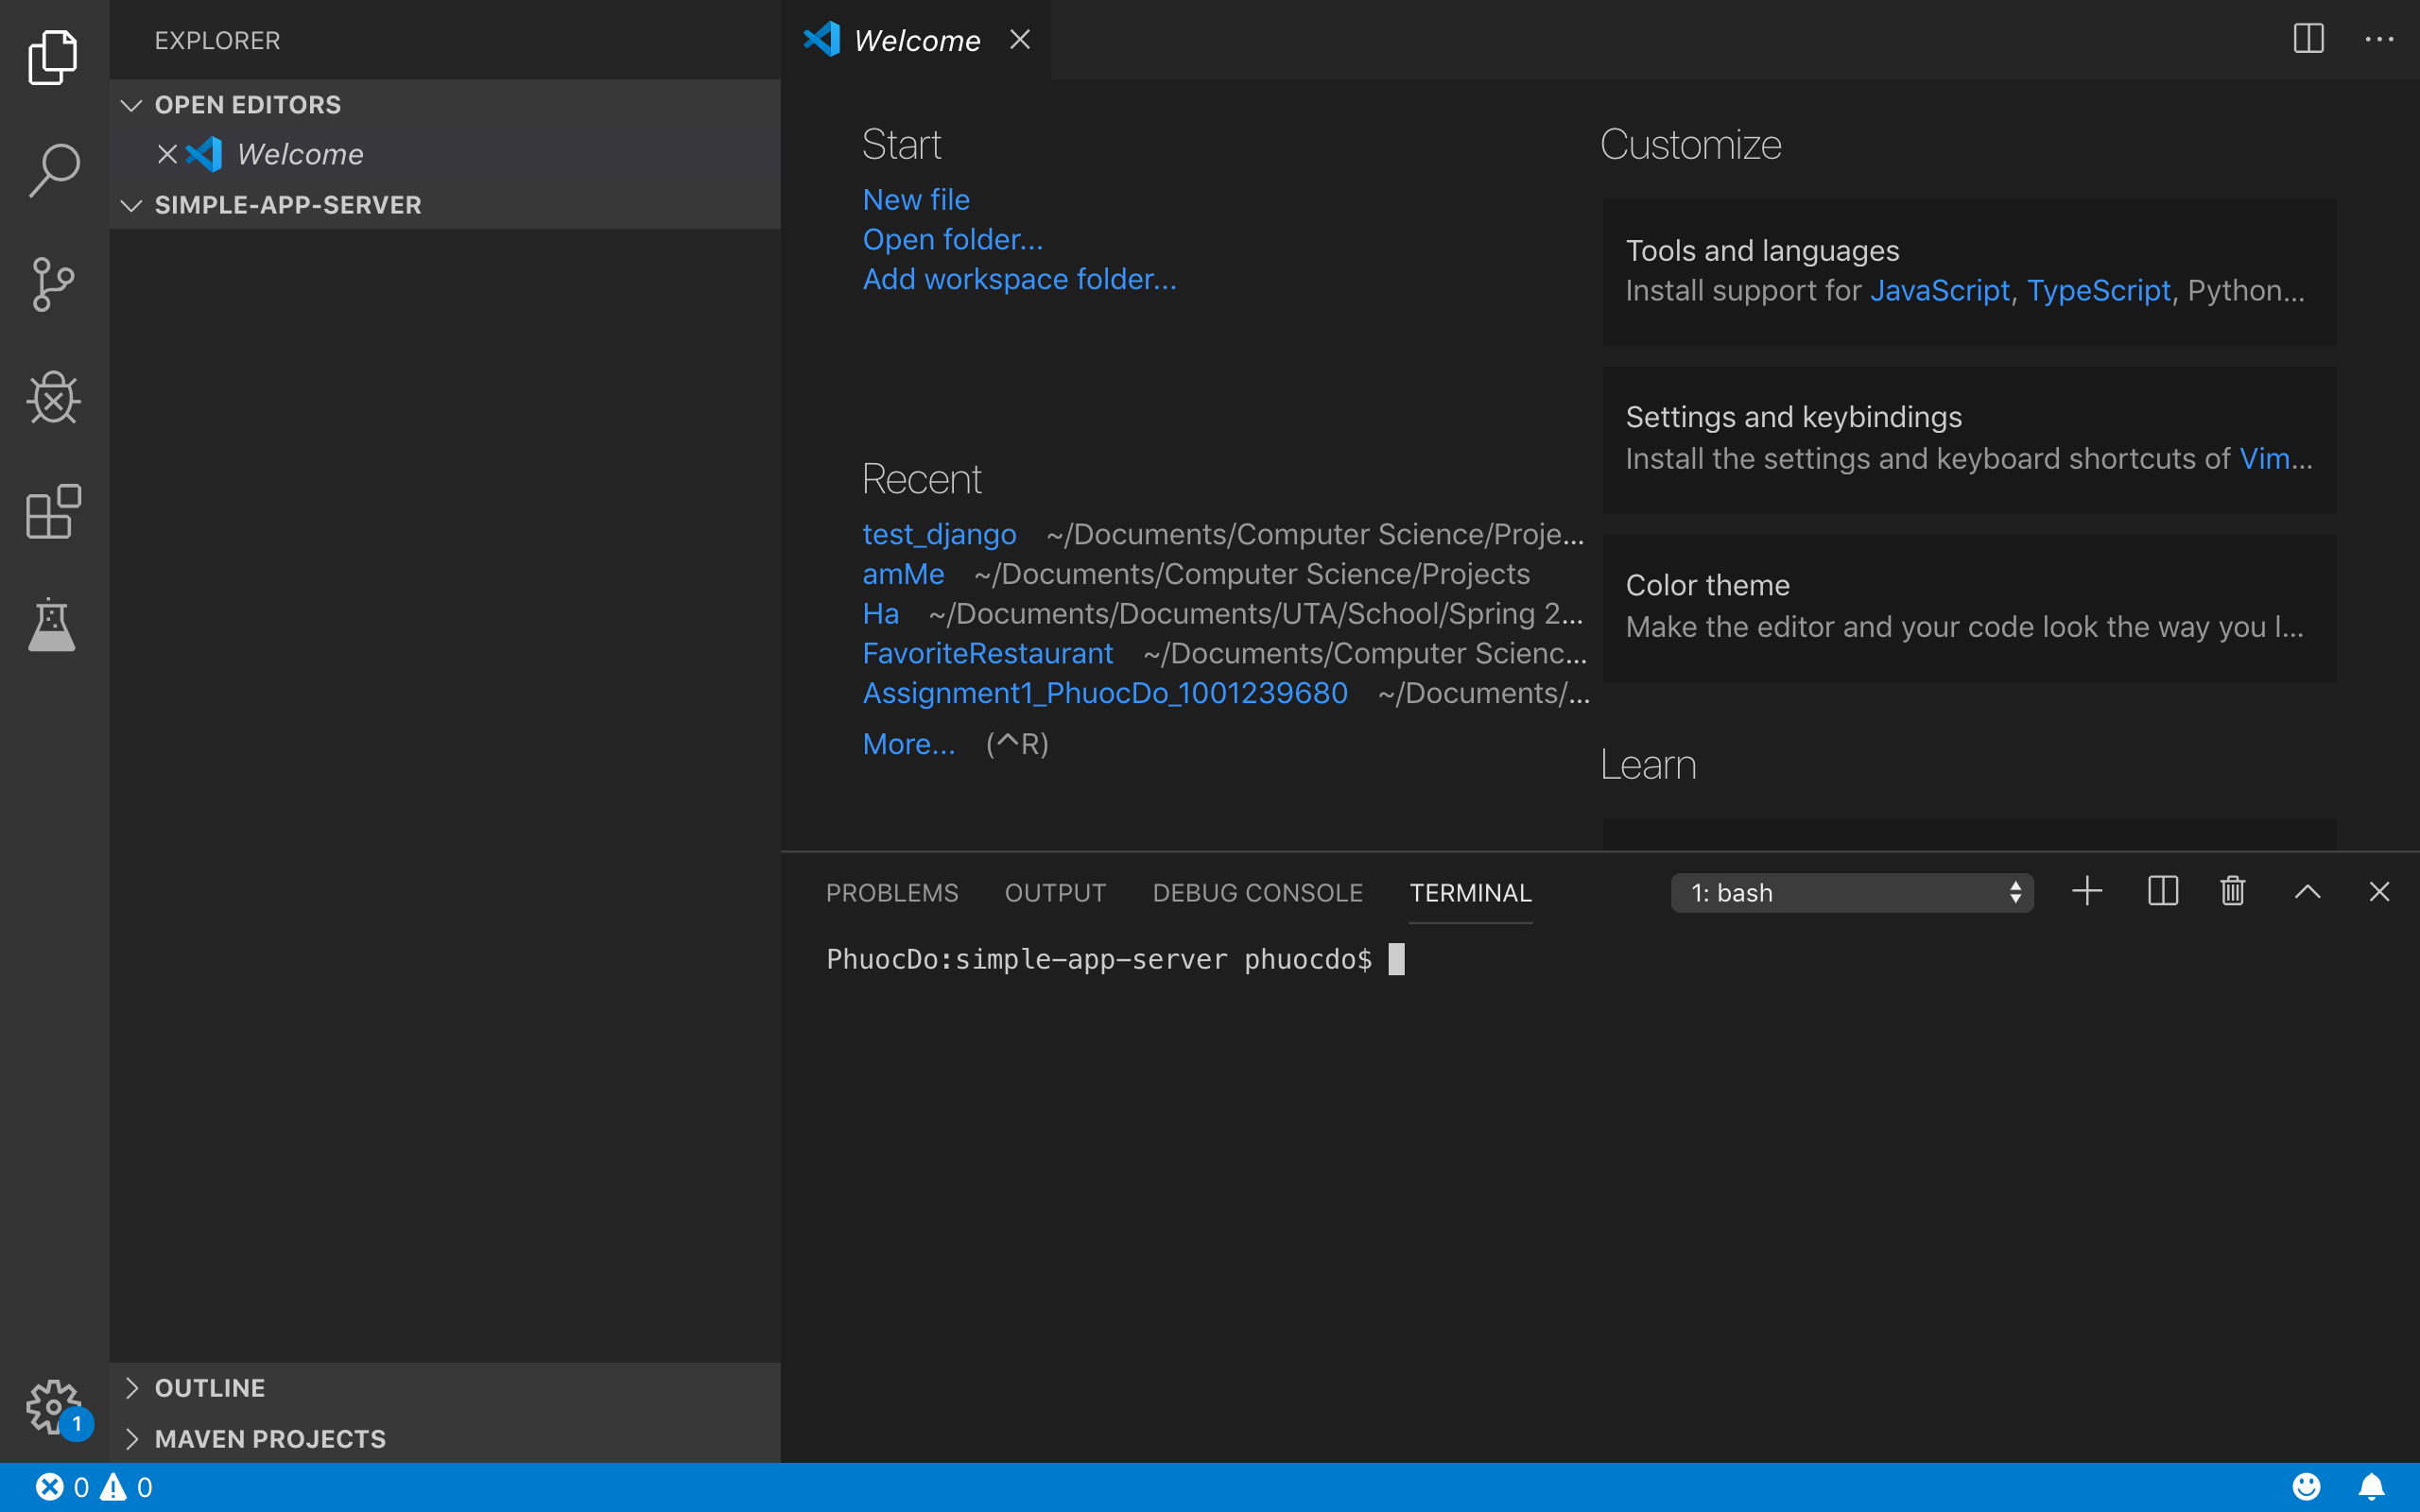 EXPLORER
OPEN EDITORS
Welcome
SIMPLE-APP-SERVER
OUTLINE
MAVEN PROJECTS
Welcome
Start
New file
Open folder...
Add workspace folder...
Recent
test_django ~/Documents/Computer Science/Proje...
amMe ~/Documents/Computer Science/Projects
Ha ~/Documents/Documents/UTA/School/Spring 2...
FavoriteRestaurant ~/Documents/Computer Scienc...
Assignment1_PhuocDo_1001239680 ~/Documents/...
More... (^R)
Customize
Tools and languages
Install support for JavaScript, TypeScript, Python...
Settings and keybindings
Install the settings and keyboard shortcuts of Vim...
Color theme
Make the editor and your code look the way you l...
Learn
PROBLEMS OUTPUT DEBUG CONSOLE TERMINAL 1: bash
PhuocDo:simple-app-server phuocdo$
1
0 0